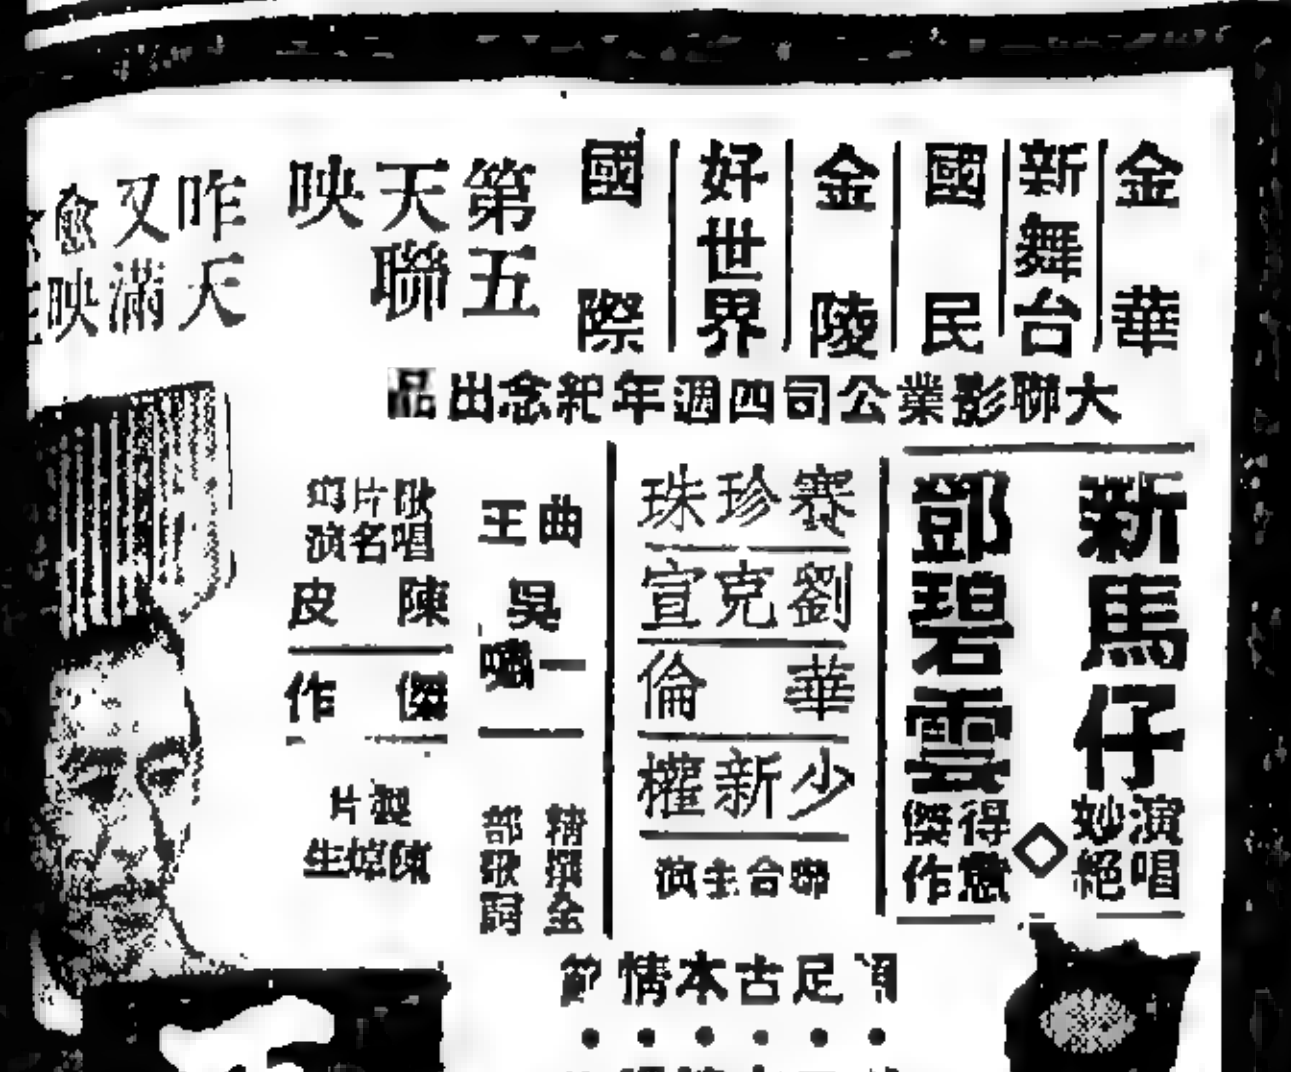 金華
新舞台
國民
金陵
好世界
國際
第五
天聯
映
昨天
又滿
愈映
大聯影業公司四週年紀念出品
新馬仔
演唱
妙絕
鄧碧雲
得意
傑作
賽珍珠
劉克宣
華倫
少新權
聯合主演
曲王
吳一嘯
精撰全
部歌詞
歌唱
片名
演
陳皮
傑作
製片
陳焯生
足古本情節